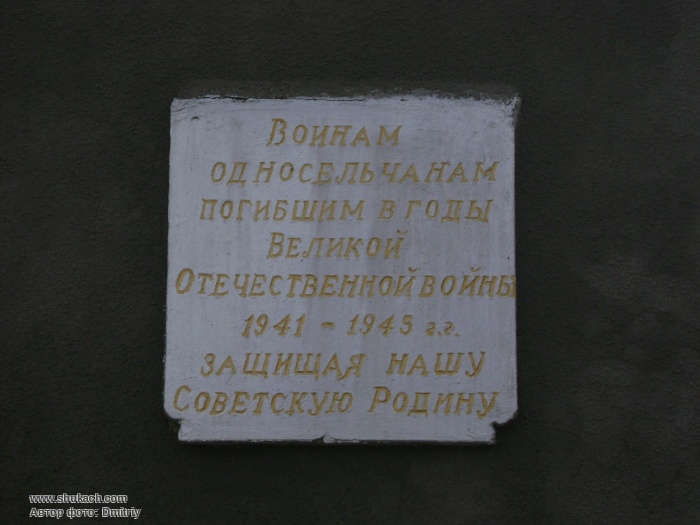 Воинам
односельчанам
погибшим в годы
Великой
Отечественной войны
1941 - 1945 г.г.
защищая нашу
Советскую Родину
www.shukach.com
Автор фото: Dmitriy